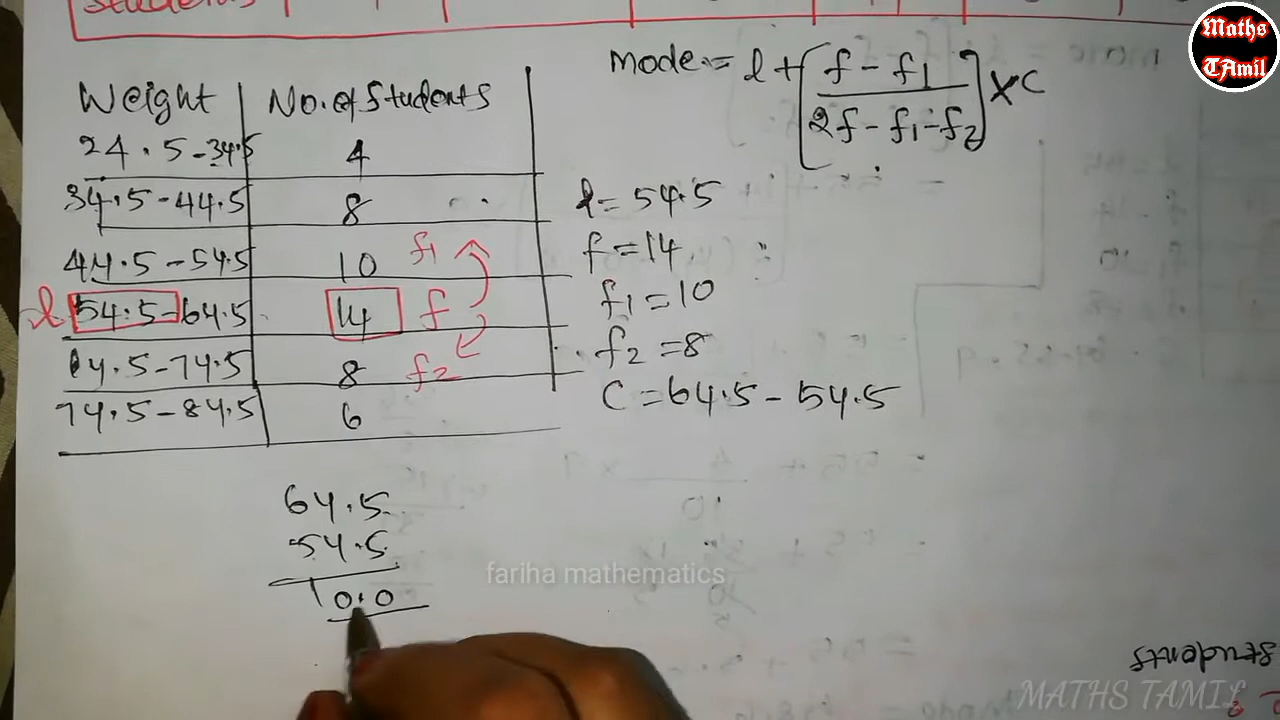 Students
Maths
TAmil
Weight No. of Students
24.5-34.5 4
34.5-44.5 8
44.5-54.5 10 f1
l 54.5-64.5 14 f
64.5-74.5 8 f2
74.5-84.5 6
Mode = l + [f - f1 / 2f - f1 - f2] × C
l = 54.5
f = 14
f1 = 10
f2 = 8
C = 64.5 - 54.5
64.5
54.5
10.0
fariha mathematics
Students
MATHS TAMIL